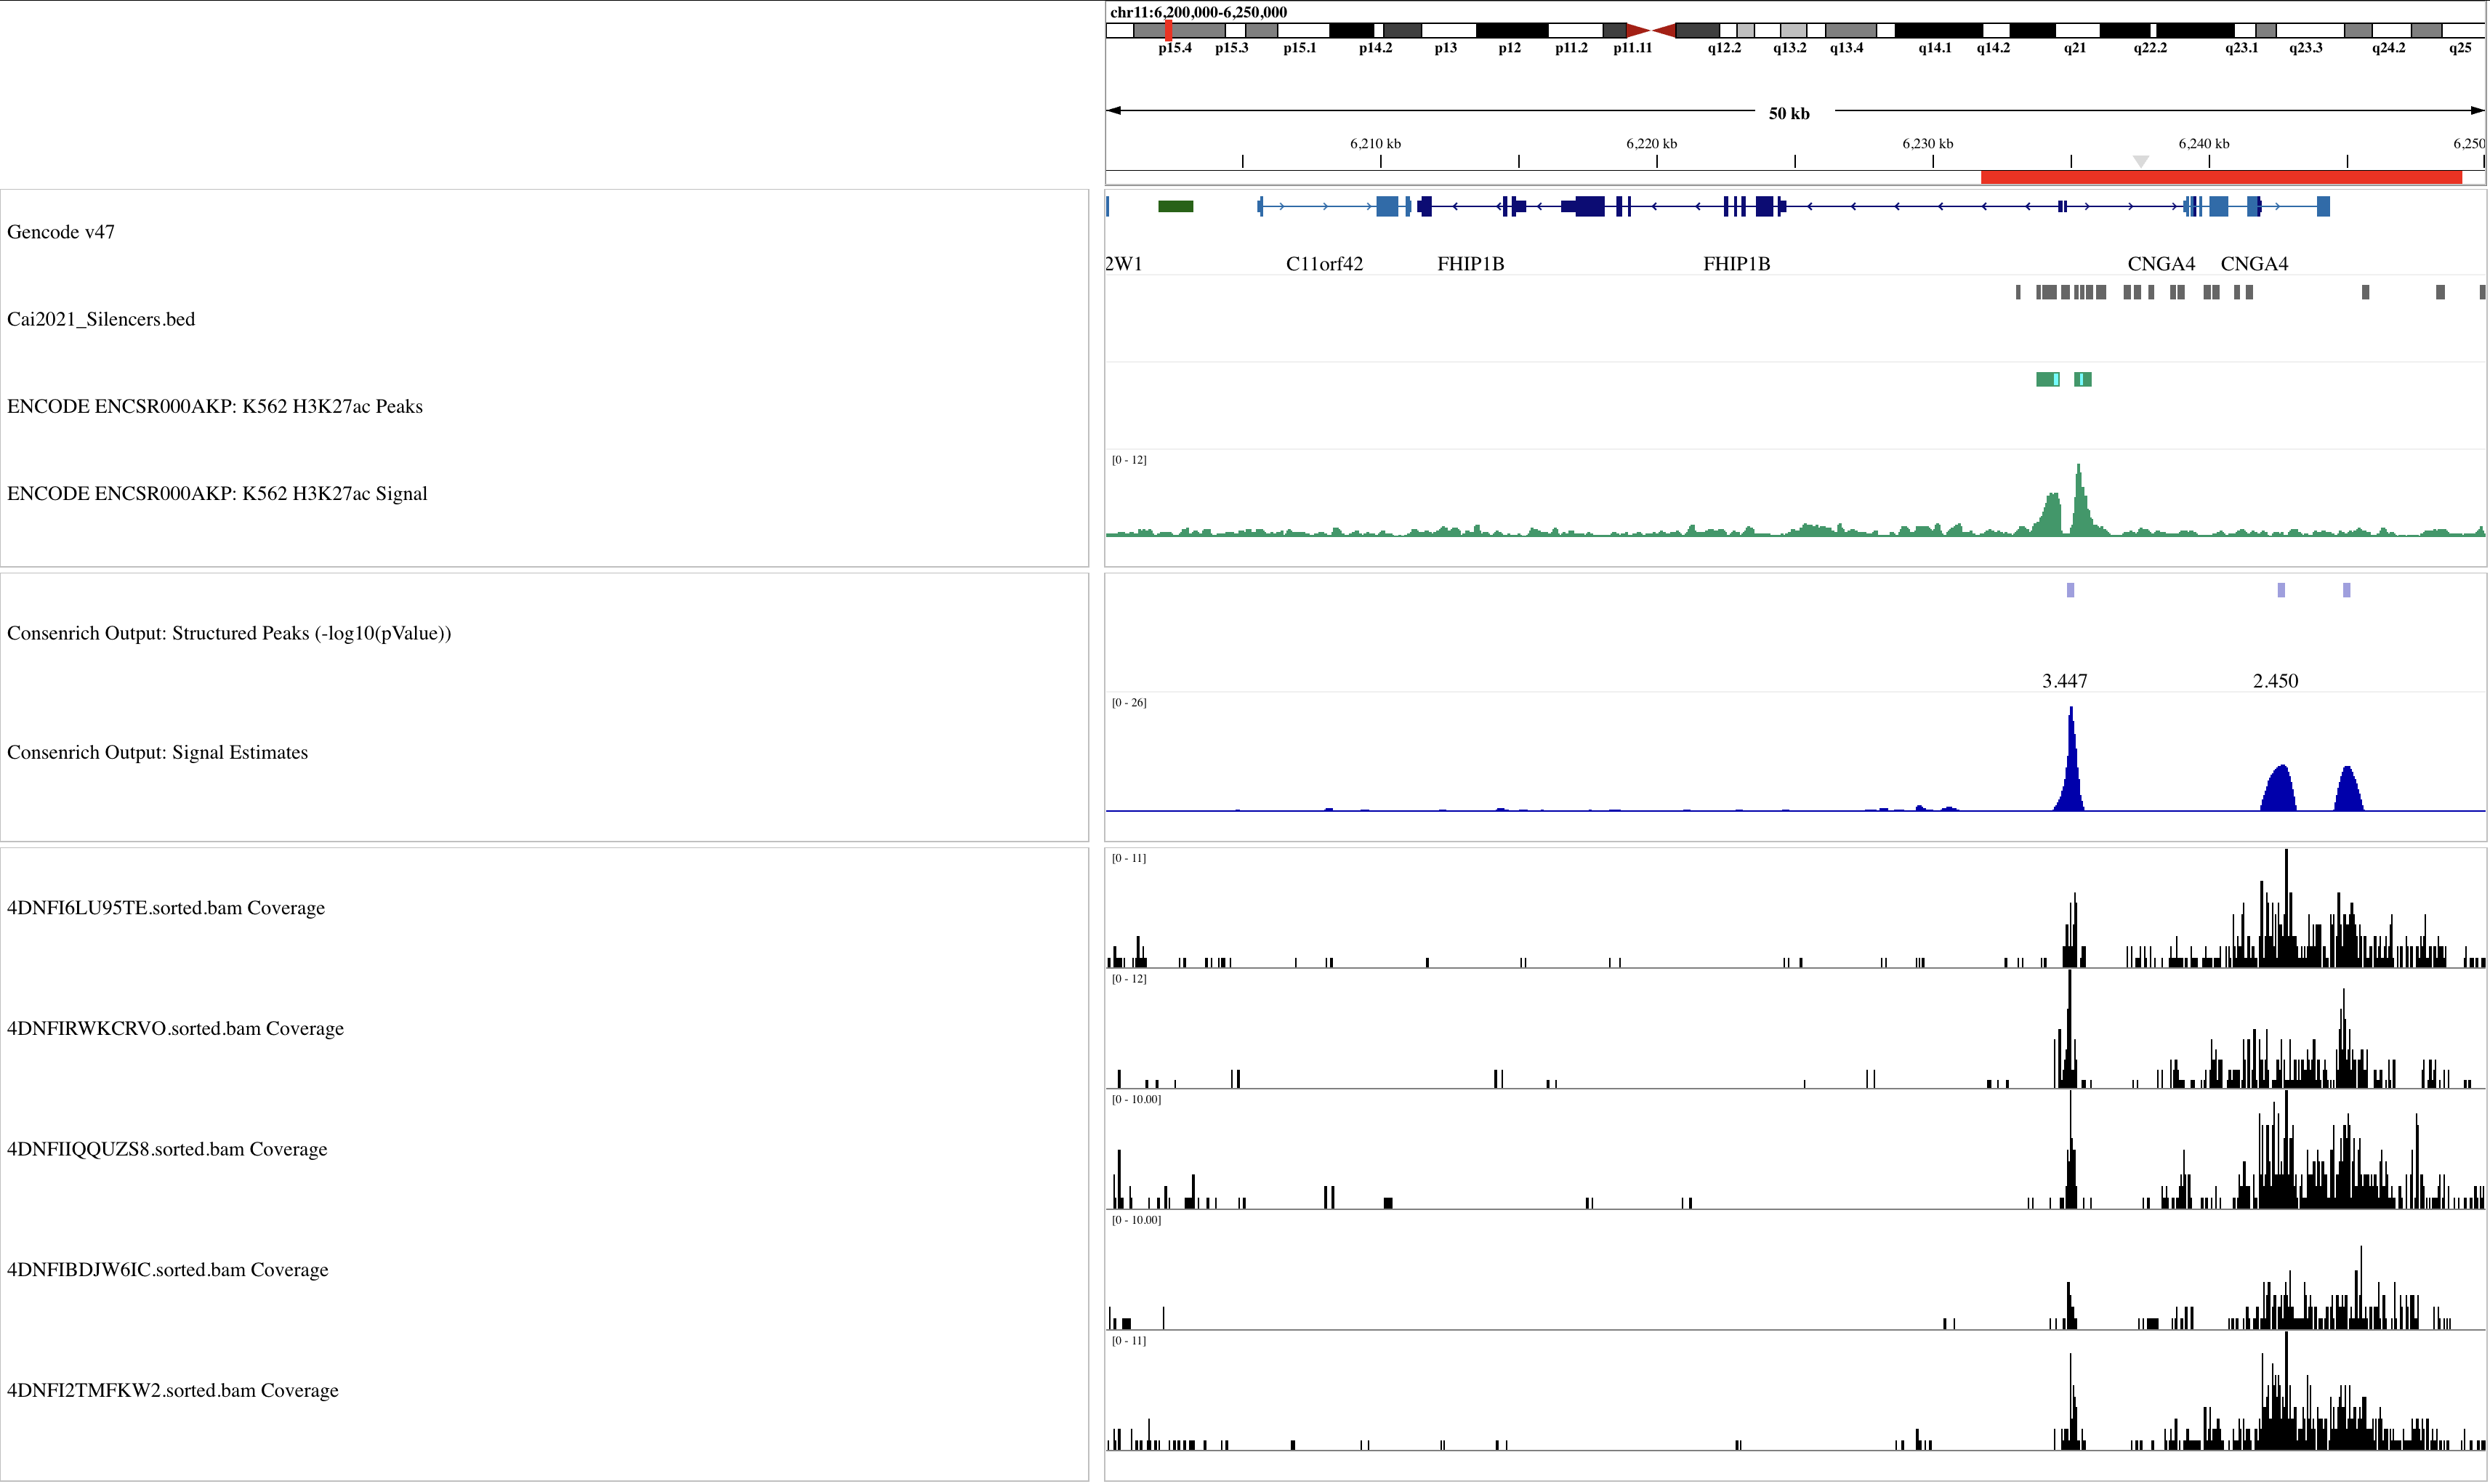 chr11:6,200,000-6,250,000
p15.4 p15.3 p15.1 p14.2 p13 p12 p11.2 p11.11 q12.2 q13.2 q13.4 q14.1 q14.2 q21 q22.2 q23.1 q23.3 q24.2 q25
50 kb
6,210 kb 6,220 kb 6,230 kb 6,240 kb 6,250
Gencode v47
2W1 C11orf42 FHIP1B FHIP1B CNGA4 CNGA4
Cai2021_Silencers.bed
ENCODE ENCSR000AKP: K562 H3K27ac Peaks
[0 - 12]
ENCODE ENCSR000AKP: K562 H3K27ac Signal
Consenrich Output: Structured Peaks (-log10(pValue))
3.447 2.450
[0 - 26]
Consenrich Output: Signal Estimates
[0 - 11]
4DNFI6LU95TE.sorted.bam Coverage
[0 - 12]
4DNFIRWKCRVO.sorted.bam Coverage
[0 - 10.00]
4DNFIIQQUZS8.sorted.bam Coverage
[0 - 10.00]
4DNFIBDJW6IC.sorted.bam Coverage
[0 - 11]
4DNFI2TMFKW2.sorted.bam Coverage